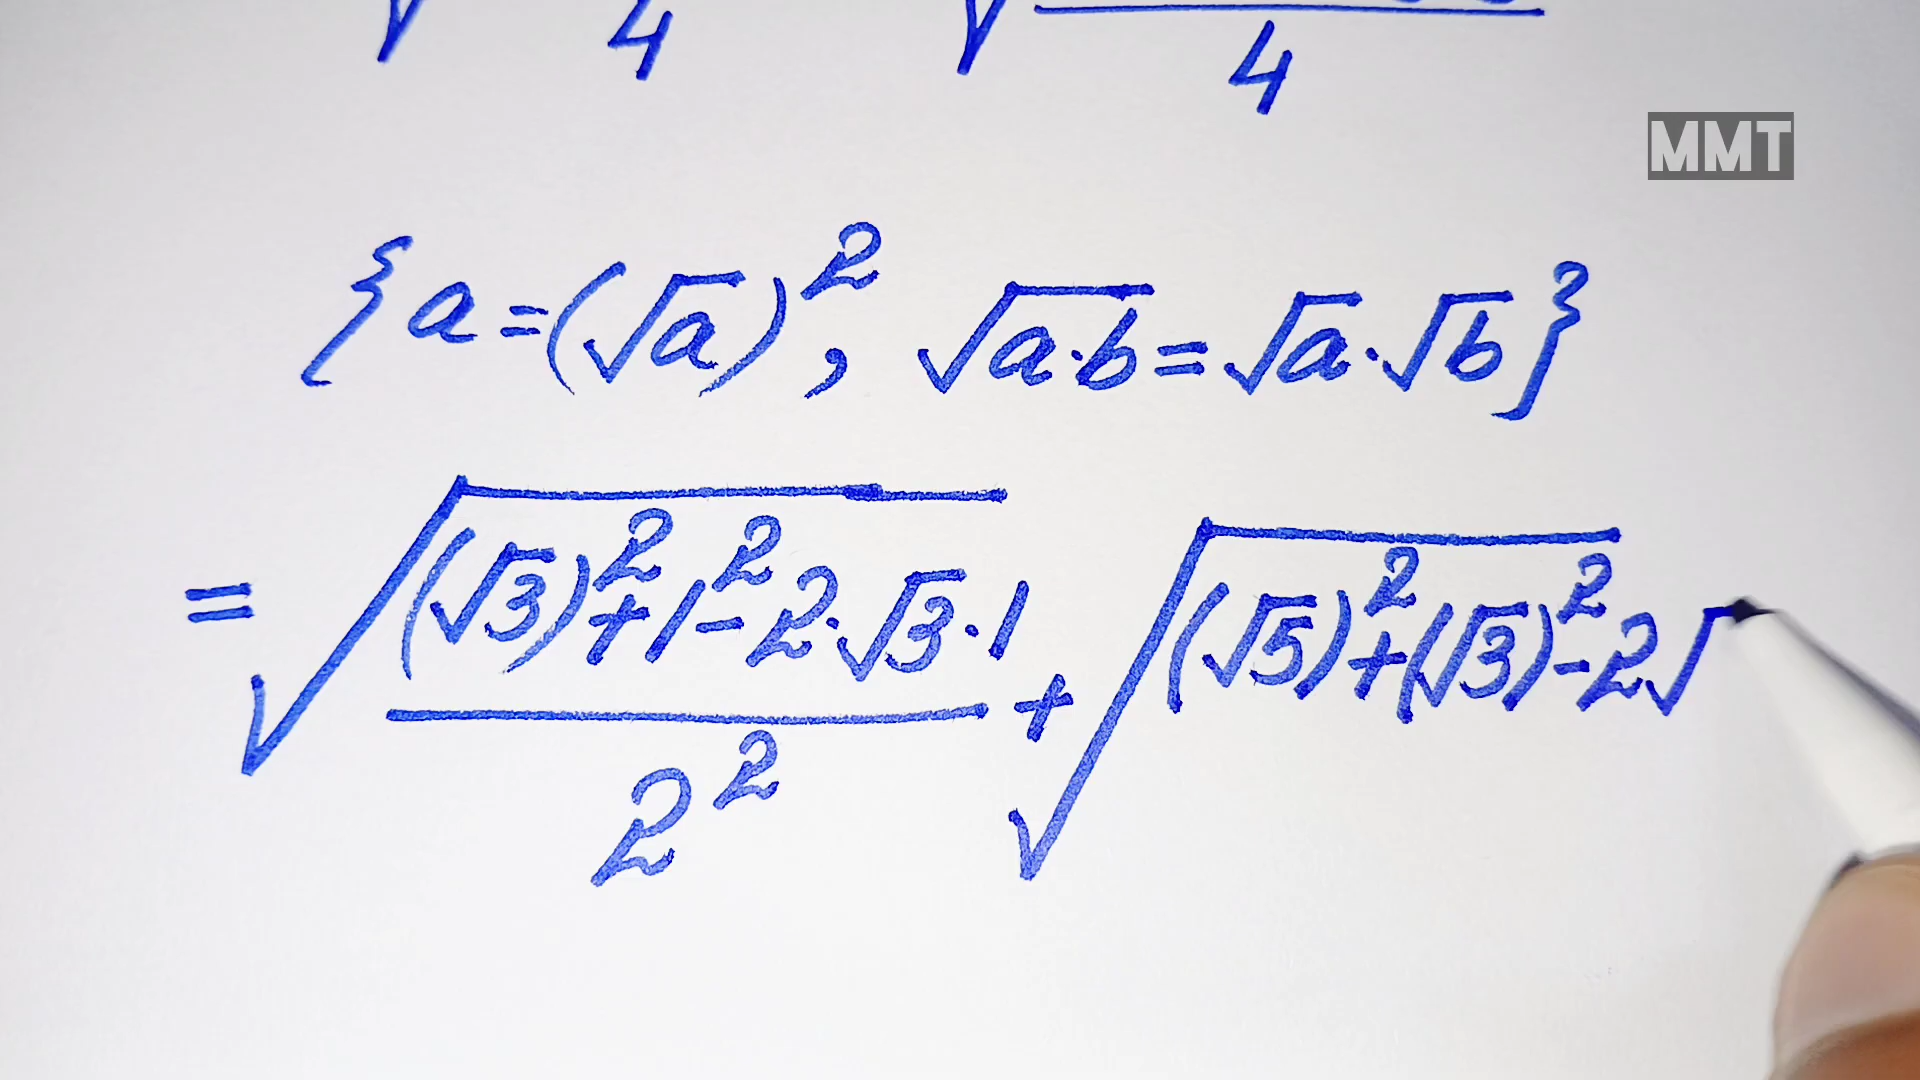 √ 4 √ 4
MMT
{a=(√a)², √a·b=√a·√b}
=√((√3)²+1²-2·√3·1)/2² + √(√5)²+(√3)²-2√